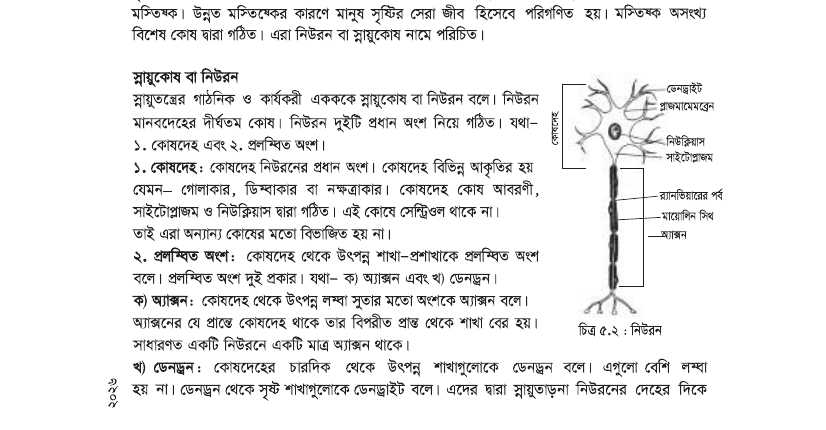 মস্তিষ্ক। উন্নত মস্তিষ্কের কারণে মানুষ সৃষ্টির সেরা জীব হিসেবে পরিগণিত হয়। মস্তিষ্ক অসংখ্য
বিশেষ কোষ দ্বারা গঠিত। এরা নিউরন বা স্নায়ুকোষ নামে পরিচিত।
স্নায়ুকোষ বা নিউরন
স্নায়ুতন্ত্রের গাঠনিক ও কার্যকরী একককে স্নায়ুকোষ বা নিউরন বলে। নিউরন
মানবদেহের দীর্ঘতম কোষ। নিউরন দুইটি প্রধান অংশ নিয়ে গঠিত। যথা–
১. কোষদেহ এবং ২. প্রলম্বিত অংশ।
১. কোষদেহ: কোষদেহ নিউরনের প্রধান অংশ। কোষদেহ বিভিন্ন আকৃতির হয়
যেমন– গোলাকার, ডিম্বাকার বা নক্ষত্রাকার। কোষদেহ কোষ আবরণী,
সাইটোপ্লাজম ও নিউক্লিয়াস দ্বারা গঠিত। এই কোষে সেন্ট্রিওল থাকে না।
তাই এরা অন্যান্য কোষের মতো বিভাজিত হয় না।
২. প্রলম্বিত অংশ: কোষদেহ থেকে উৎপন্ন শাখা–প্রশাখাকে প্রলম্বিত অংশ
বলে। প্রলম্বিত অংশ দুই প্রকার। যথা– ক) অ্যাক্সন এবং খ) ডেনড্রন।
ক) অ্যাক্সন: কোষদেহ থেকে উৎপন্ন লম্বা সুতার মতো অংশকে অ্যাক্সন বলে।
অ্যাক্সনের যে প্রান্তে কোষদেহ থাকে তার বিপরীত প্রান্ত থেকে শাখা বের হয়।
সাধারণত একটি নিউরনে একটি মাত্র অ্যাক্সন থাকে।
কোষদেহ
ডেনড্রাইট
প্লাজমামেমব্রেন
নিউক্লিয়াস
সাইটোপ্লাজম
র‍্যানভিয়ারের পর্ব
মায়োলিন সিথ
অ্যাক্সন
চিত্র ৫.২ : নিউরন
খ) ডেনড্রন: কোষদেহের চারদিক থেকে উৎপন্ন শাখাগুলোকে ডেনড্রন বলে। এগুলো বেশি লম্বা
হয় না। ডেনড্রন থেকে সৃষ্ট শাখাগুলোকে ডেনড্রাইট বলে। এদের দ্বারা স্নায়ুতাড়না নিউরনের দেহের দিকে
২০২৬